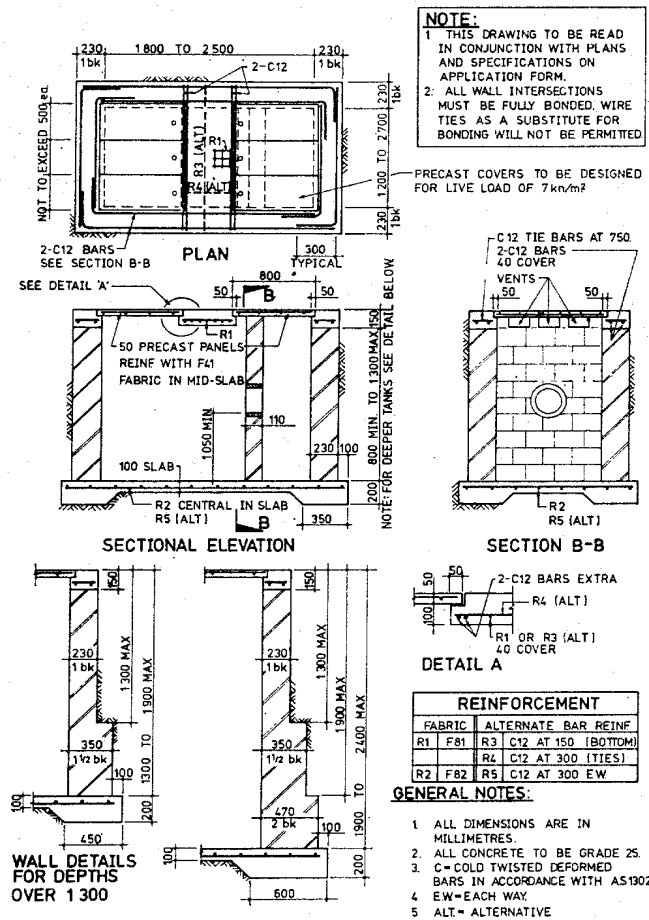 NOTE:
1 THIS DRAWING TO BE READ
IN CONJUNCTION WITH PLANS
AND SPECIFICATIONS ON
APPLICATION FORM.
2: ALL WALL INTERSECTIONS
MUST BE FULLY BONDED. WIRE
TIES AS A SUBSTITUTE FOR
BONDING WILL NOT BE PERMITTED
230 1800 TO 2500 230
1 bk 1 bk
2-C12
NOT TO EXCEED 500 ea.
R1
R3 (ALT)
R4 (ALT)
230
1bk
1200 TO 2700
230
1bk
PRECAST COVERS TO BE DESIGNED
FOR LIVE LOAD OF 7kn/m²
2-C12 BARS
SEE SECTION B-B
PLAN
300
TYPICAL
SEE DETAIL 'A'
800
50 B 50
R1
50 PRECAST PANELS
REINF WITH F41
FABRIC IN MID-SLAB
1050 MIN.
110
230 100
150
800 MIN. TO 1300 MAX
200
NOTE: FOR DEEPER TANKS SEE DETAIL BELOW
100 SLAB
R2 CENTRAL IN SLAB
R5 (ALT)
B
350
SECTIONAL ELEVATION
C12 TIE BARS AT 750.
2-C12 BARS
40 COVER
VENTS
50 50
R2
R5 (ALT)
SECTION B-B
150
230
1 bk
1300 MAX
1900 MAX
1300 TO
350
1½ bk
100
100
200
450
WALL DETAILS
FOR DEPTHS
OVER 1300
150
230
1 bk
1300 MAX
1900 MAX
2400 MAX
1900 TO
350
1½ bk
470
2 bk
100
100
200
600
50
50
100
2-C12 BARS EXTRA
R4 (ALT)
R1 OR R3 (ALT)
40 COVER
DETAIL A
REINFORCEMENT
FABRIC ALTERNATE BAR REINF
R1 F81 R3 C12 AT 150 (BOTTOM)
R4 C12 AT 300 (TIES)
R2 F82 R5 C12 AT 300 EW
GENERAL NOTES:
1. ALL DIMENSIONS ARE IN
MILLIMETRES.
2. ALL CONCRETE TO BE GRADE 25.
3. C=COLD TWISTED DEFORMED
BARS IN ACCORDANCE WITH AS1302
4 E.W=EACH WAY.
5 ALT.= ALTERNATIVE